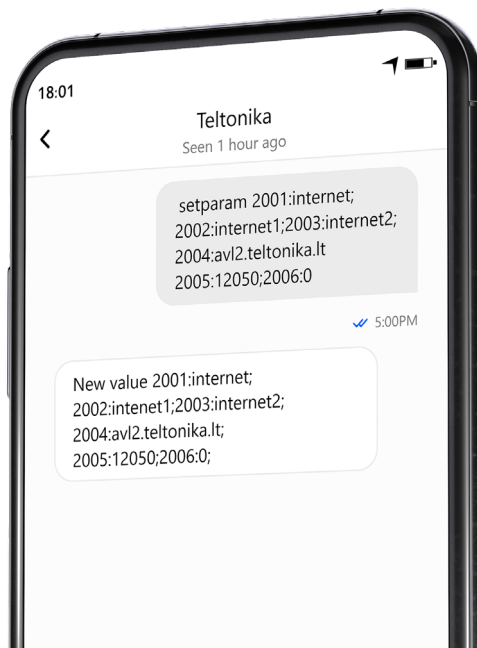 18:01
Teltonika
Seen 1 hour ago
setparam 2001:internet;
2002:internet1;2003:internet2;
2004:avl2.teltonika.lt
2005:12050;2006:0
5:00PM
New value 2001:internet;
2002:intenet1;2003:internet2;
2004:avl2.teltonika.lt;
2005:12050;2006:0;